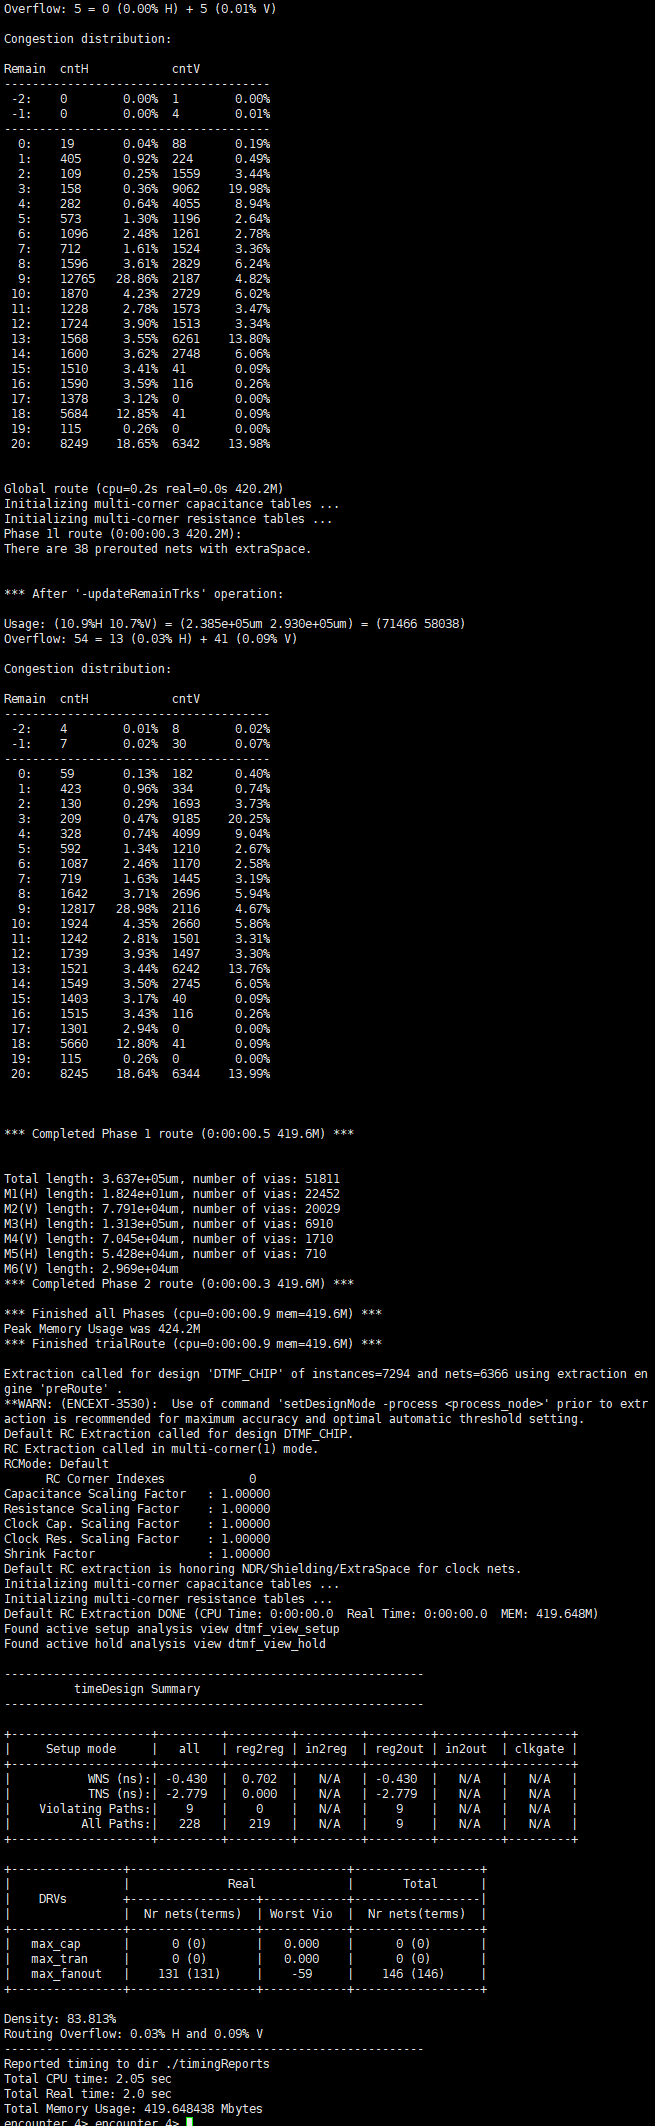 Overflow: 5 = 0 (0.00% H) + 5 (0.01% V)
Congestion distribution:
Remain  cntH            cntV
--------------------------------------
 -2:    0        0.00%  1        0.00%
 -1:    0        0.00%  4        0.01%
--------------------------------------
  0:    19       0.04%  88       0.19%
  1:    405      0.92%  224      0.49%
  2:    109      0.25%  1559     3.44%
  3:    158      0.36%  9062    19.98%
  4:    282      0.64%  4055     8.94%
  5:    573      1.30%  1196     2.64%
  6:    1096     2.48%  1261     2.78%
  7:    712      1.61%  1524     3.36%
  8:    1596     3.61%  2829     6.24%
  9:    12765   28.86%  2187     4.82%
 10:    1870     4.23%  2729     6.02%
 11:    1228     2.78%  1573     3.47%
 12:    1724     3.90%  1513     3.34%
 13:    1568     3.55%  6261    13.80%
 14:    1600     3.62%  2748     6.06%
 15:    1510     3.41%  41       0.09%
 16:    1590     3.59%  116      0.26%
 17:    1378     3.12%  0        0.00%
 18:    5684    12.85%  41       0.09%
 19:    115      0.26%  0        0.00%
 20:    8249    18.65%  6342    13.98%
Global route (cpu=0.2s real=0.0s 420.2M)
Initializing multi-corner capacitance tables ...
Initializing multi-corner resistance tables ...
Phase 1l route (0:00:00.3 420.2M):
There are 38 prerouted nets with extraSpace.
*** After '-updateRemainTrks' operation:
Usage: (10.9%H 10.7%V) = (2.385e+05um 2.930e+05um) = (71466 58038)
Overflow: 54 = 13 (0.03% H) + 41 (0.09% V)
Congestion distribution:
Remain  cntH            cntV
--------------------------------------
 -2:    4        0.01%  8        0.02%
 -1:    7        0.02%  30       0.07%
--------------------------------------
  0:    59       0.13%  182      0.40%
  1:    423      0.96%  334      0.74%
  2:    130      0.29%  1693     3.73%
  3:    209      0.47%  9185    20.25%
  4:    328      0.74%  4099     9.04%
  5:    592      1.34%  1210     2.67%
  6:    1087     2.46%  1170     2.58%
  7:    719      1.63%  1445     3.19%
  8:    1642     3.71%  2696     5.94%
  9:    12817   28.98%  2116     4.67%
 10:    1924     4.35%  2660     5.86%
 11:    1242     2.81%  1501     3.31%
 12:    1739     3.93%  1497     3.30%
 13:    1521     3.44%  6242    13.76%
 14:    1549     3.50%  2745     6.05%
 15:    1403     3.17%  40       0.09%
 16:    1515     3.43%  116      0.26%
 17:    1301     2.94%  0        0.00%
 18:    5660    12.80%  41       0.09%
 19:    115      0.26%  0        0.00%
 20:    8245    18.64%  6344    13.99%
*** Completed Phase 1 route (0:00:00.5 419.6M) ***
Total length: 3.637e+05um, number of vias: 51811
M1(H) length: 1.824e+01um, number of vias: 22452
M2(V) length: 7.791e+04um, number of vias: 20029
M3(H) length: 1.313e+05um, number of vias: 6910
M4(V) length: 7.045e+04um, number of vias: 1710
M5(H) length: 5.428e+04um, number of vias: 710
M6(V) length: 2.969e+04um
*** Completed Phase 2 route (0:00:00.3 419.6M) ***
*** Finished all Phases (cpu=0:00:00.9 mem=419.6M) ***
Peak Memory Usage was 424.2M
*** Finished trialRoute (cpu=0:00:00.9 mem=419.6M) ***
Extraction called for design 'DTMF_CHIP' of instances=7294 and nets=6366 using extraction en
gine 'preRoute' .
**WARN: (ENCEXT-3530):  Use of command 'setDesignMode -process <process_node>' prior to extr
action is recommended for maximum accuracy and optimal automatic threshold setting.
Default RC Extraction called for design DTMF_CHIP.
RC Extraction called in multi-corner(1) mode.
RCMode: Default
      RC Corner Indexes            0
Capacitance Scaling Factor   : 1.00000
Resistance Scaling Factor    : 1.00000
Clock Cap. Scaling Factor    : 1.00000
Clock Res. Scaling Factor    : 1.00000
Shrink Factor                : 1.00000
Default RC extraction is honoring NDR/Shielding/ExtraSpace for clock nets.
Initializing multi-corner capacitance tables ...
Initializing multi-corner resistance tables ...
Default RC Extraction DONE (CPU Time: 0:00:00.0  Real Time: 0:00:00.0  MEM: 419.648M)
Found active setup analysis view dtmf_view_setup
Found active hold analysis view dtmf_view_hold
------------------------------------------------------------
          timeDesign Summary
------------------------------------------------------------
+--------------------+---------+---------+---------+---------+---------+---------+
|     Setup mode     |   all   | reg2reg | in2reg  | reg2out | in2out  | clkgate |
+--------------------+---------+---------+---------+---------+---------+---------+
|           WNS (ns):| -0.430  |  0.702  |   N/A   | -0.430  |   N/A   |   N/A   |
|           TNS (ns):| -2.779  |  0.000  |   N/A   | -2.779  |   N/A   |   N/A   |
|    Violating Paths:|    9    |    0    |   N/A   |    9    |   N/A   |   N/A   |
|          All Paths:|   228   |   219   |   N/A   |    9    |   N/A   |   N/A   |
+--------------------+---------+---------+---------+---------+---------+---------+
+----------------+-------------------------------+------------------+
|                |              Real             |       Total      |
|    DRVs        +------------------+------------+------------------|
|                |  Nr nets(terms)  | Worst Vio  |  Nr nets(terms)  |
+----------------+------------------+------------+------------------+
|   max_cap      |      0 (0)       |   0.000    |      0 (0)       |
|   max_tran     |      0 (0)       |   0.000    |      0 (0)       |
|   max_fanout   |    131 (131)     |    -59     |    146 (146)     |
+----------------+------------------+------------+------------------+
Density: 83.813%
Routing Overflow: 0.03% H and 0.09% V
------------------------------------------------------------
Reported timing to dir ./timingReports
Total CPU time: 2.05 sec
Total Real time: 2.0 sec
Total Memory Usage: 419.648438 Mbytes
encounter 4> encounter 4>